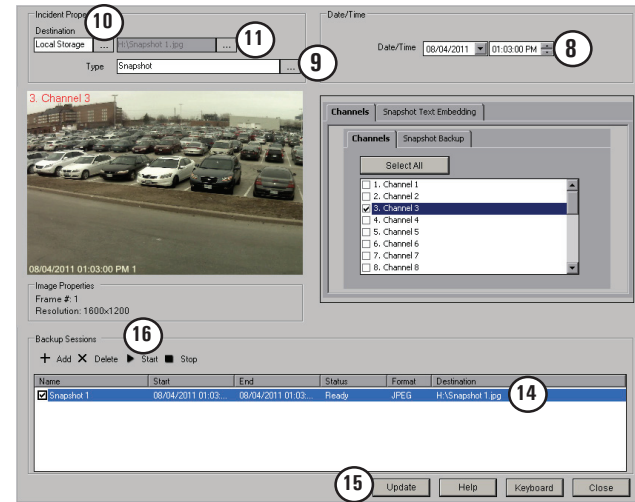 Incident Prope
10
Date/Time
Destination
Local Storage ... H:\Snapshot 1.jpg ... 11
Date/Time 08/04/2011 01:03:00 PM 8
Type Snapshot ... 9
3. Channel 3
08/04/2011 01:03:00 PM 1
Channels Snapshot Text Embedding
Channels Snapshot Backup
Select All
1. Channel 1
2. Channel 2
3. Channel 3
4. Channel 4
5. Channel 5
6. Channel 6
7. Channel 7
8. Channel 8
Image Properties
Frame #: 1
Resolution: 1600x1200
Backup Sessions
16
Add Delete Start Stop
Name Start End Status Format Destination
Snapshot 1 08/04/2011 01:03:... 08/04/2011 01:03:... Ready JPEG H:\Snapshot 1.jpg 14
15 Update Help Keyboard Close